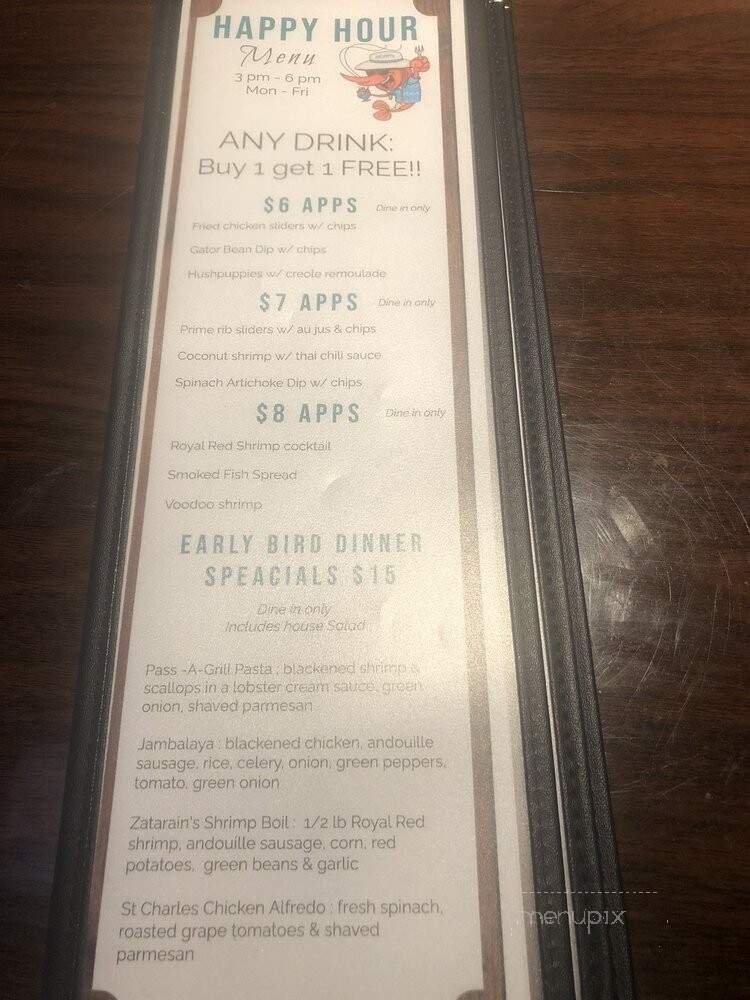 HAPPY HOUR
Menu
3 pm - 6 pm
Mon - Fri
ANY DRINK:
Buy 1 get 1 FREE!!
$6 APPS Dine in only
Fried chicken sliders w/ chips
Gator Bean Dip w/ chips
Hushpuppies w/ creole remoulade
$7 APPS Dine in only
Prime rib sliders w/ au jus & chips
Coconut shrimp w/ thai chili sauce
Spinach Artichoke Dip w/ chips
$8 APPS Dine in only
Royal Red Shrimp cocktail
Smoked Fish Spread
Voodoo shrimp
EARLY BIRD DINNER
SPEACIALS $15
Dine in only
Includes house Salad
Pass -A-Grill Pasta : blackened shrimp &
scallops in a lobster cream sauce, green
onion, shaved parmesan
Jambalaya : blackened chicken, andouille
sausage, rice, celery, onion, green peppers,
tomato, green onion
Zatarain's Shrimp Boil : 1/2 lb Royal Red
shrimp, andouille sausage, corn, red
potatoes, green beans & garlic
St Charles Chicken Alfredo : fresh spinach,
roasted grape tomatoes & shaved
parmesan
menupix